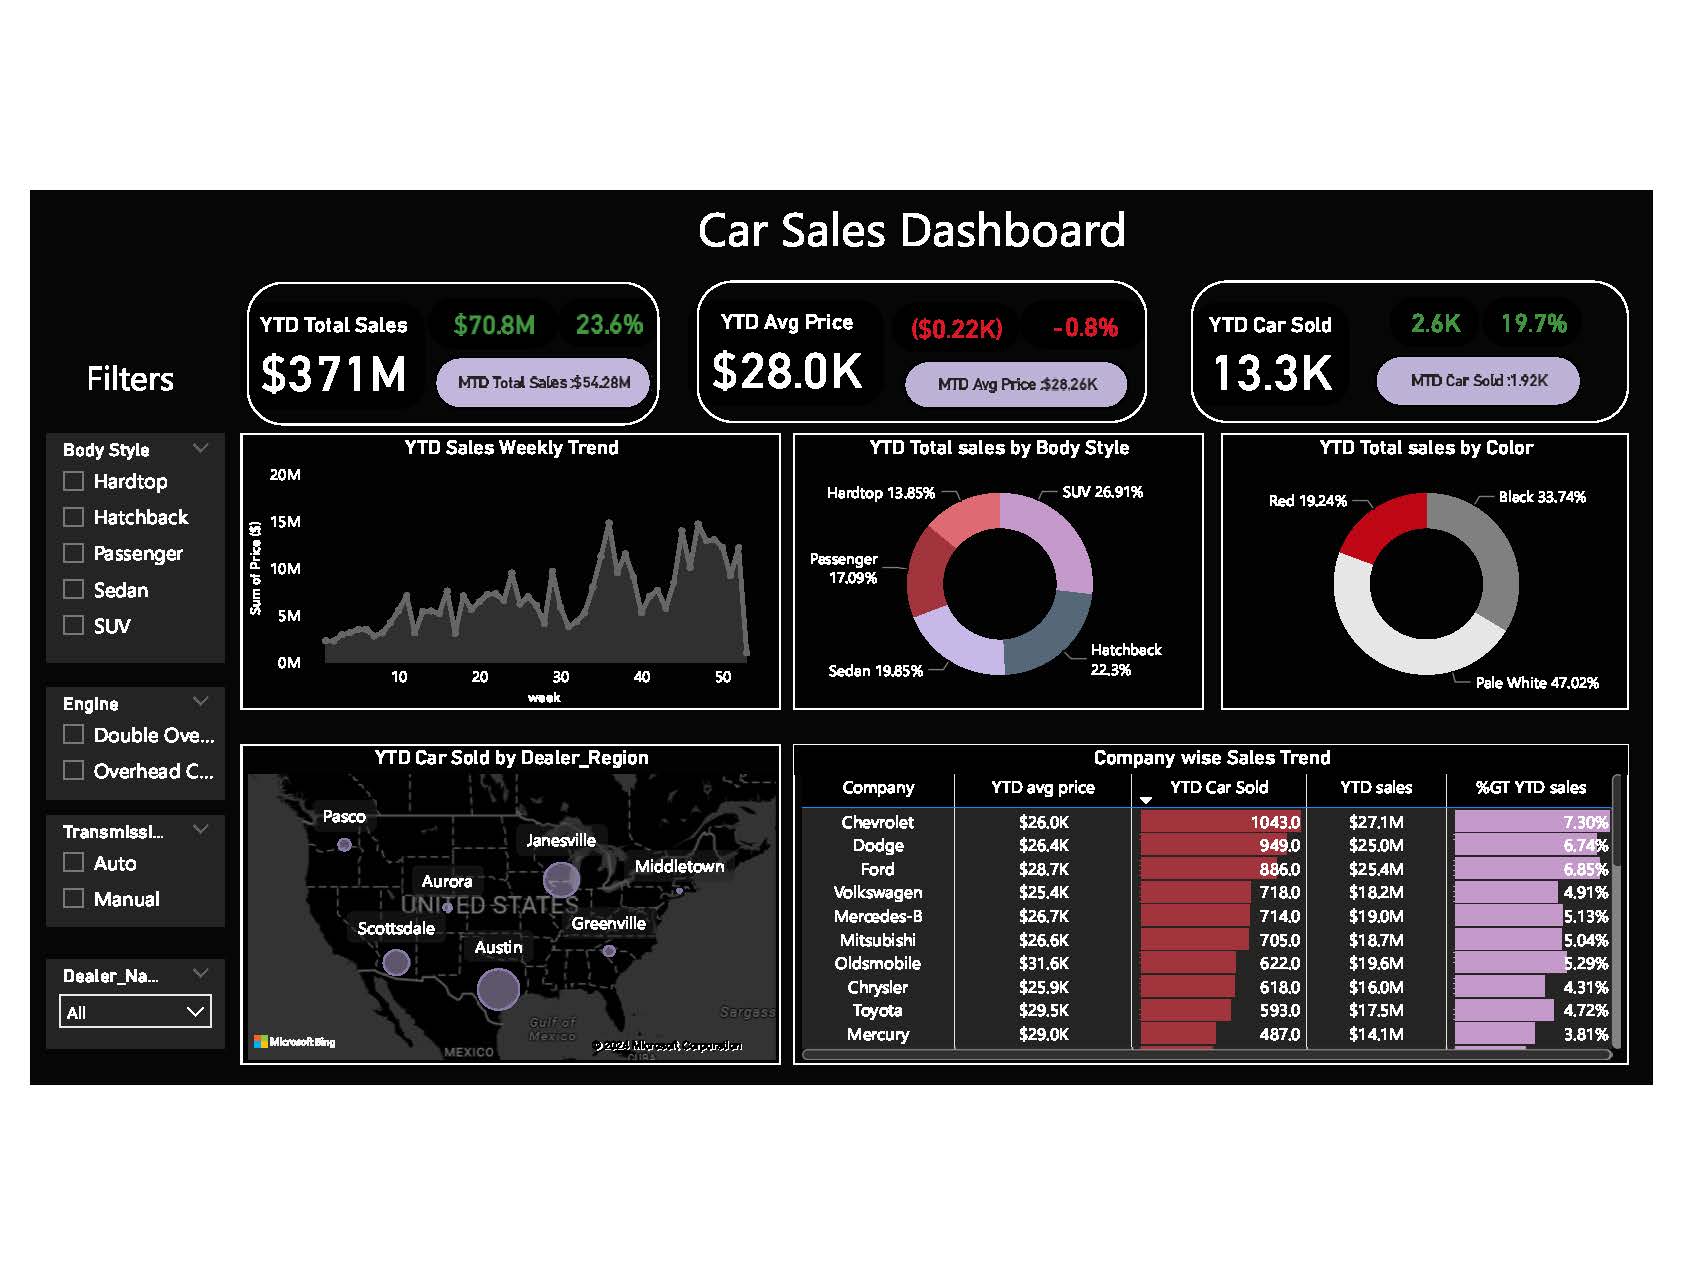 Car Sales Dashboard
YTD Total Sales
$70.8M
23.6%
$371M
MTD Total Sales :$54.28M
YTD Avg Price
($0.22K)
-0.8%
$28.0K
MTD Avg Price :$28.26K
YTD Car Sold
2.6K
19.7%
13.3K
MTD Car Sold :1.92K
Filters
Body Style
Hardtop
Hatchback
Passenger
Sedan
SUV
Engine
Double Ove...
Overhead C...
Transmissi...
Auto
Manual
Dealer_Na...
All
YTD Sales Weekly Trend
20M
15M
10M
5M
0M
Sum of Price ($)
10 20 30 40 50
week
YTD Total sales by Body Style
Hardtop 13.85%
SUV 26.91%
Passenger
17.09%
Sedan 19.85%
Hatchback
22.3%
YTD Total sales by Color
Red 19.24%
Black 33.74%
Pale White 47.02%
YTD Car Sold by Dealer_Region
Pasco
Janesville
Middletown
Aurora
UNITED STATES
Scottsdale
Greenville
Austin
Gulf of
Mexico
Sargass
MEXICO
CUBA
Microsoft Bing
© 2024 Microsoft Corporation
Company wise Sales Trend
Company YTD avg price YTD Car Sold YTD sales %GT YTD sales
Chevrolet $26.0K 1043.0 $27.1M 7.30%
Dodge $26.4K 949.0 $25.0M 6.74%
Ford $28.7K 886.0 $25.4M 6.85%
Volkswagen $25.4K 718.0 $18.2M 4.91%
Mercedes-B $26.7K 714.0 $19.0M 5.13%
Mitsubishi $26.6K 705.0 $18.7M 5.04%
Oldsmobile $31.6K 622.0 $19.6M 5.29%
Chrysler $25.9K 618.0 $16.0M 4.31%
Toyota $29.5K 593.0 $17.5M 4.72%
Mercury $29.0K 487.0 $14.1M 3.81%